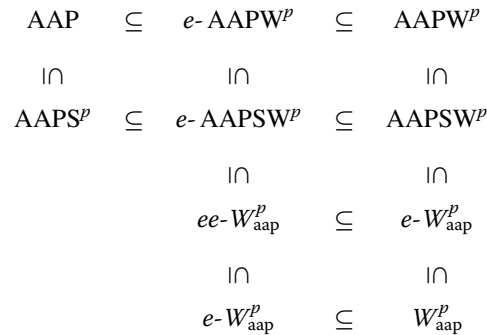 AAP ⊆ e- AAPW^p ⊆ AAPW^p
I∩ I∩ I∩
AAPS^p ⊆ e- AAPSW^p ⊆ AAPSW^p
I∩ I∩
ee-W^p_aap ⊆ e-W^p_aap
I∩ I∩
e-W^p_aap ⊆ W^p_aap